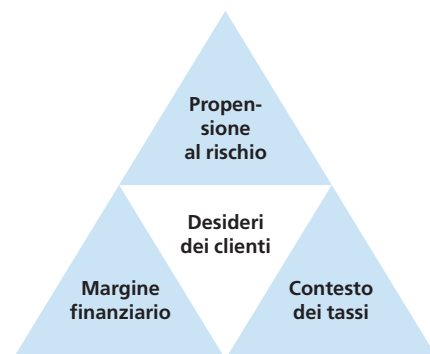 Propen-
sione
al rischio
Desideri
dei clienti
Margine
finanziario
Contesto
dei tassi